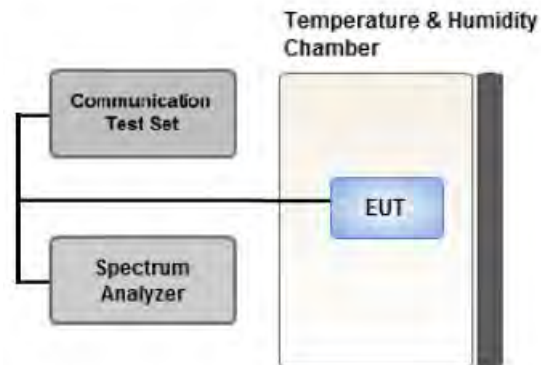 Temperature & Humidity
Chamber
Communication
Test Set
EUT
Spectrum
Analyzer